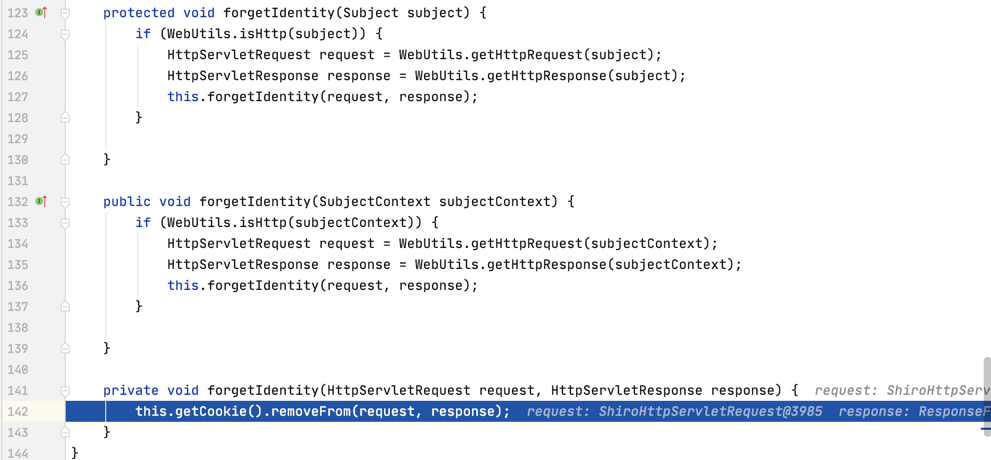 123 protected void forgetIdentity(Subject subject) {
124 if (WebUtils.isHttp(subject)) {
125 HttpServletRequest request = WebUtils.getHttpRequest(subject);
126 HttpServletResponse response = WebUtils.getHttpResponse(subject);
127 this.forgetIdentity(request, response);
128 }
129
130 }
131
132 public void forgetIdentity(SubjectContext subjectContext) {
133 if (WebUtils.isHttp(subjectContext)) {
134 HttpServletRequest request = WebUtils.getHttpRequest(subjectContext);
135 HttpServletResponse response = WebUtils.getHttpResponse(subjectContext);
136 this.forgetIdentity(request, response);
137 }
138
139 }
140
141 private void forgetIdentity(HttpServletRequest request, HttpServletResponse response) { request: ShiroHttpServ
142 this.getCookie().removeFrom(request, response); request: ShiroHttpServletRequest@3985 response: ResponseF
143 }
144 }